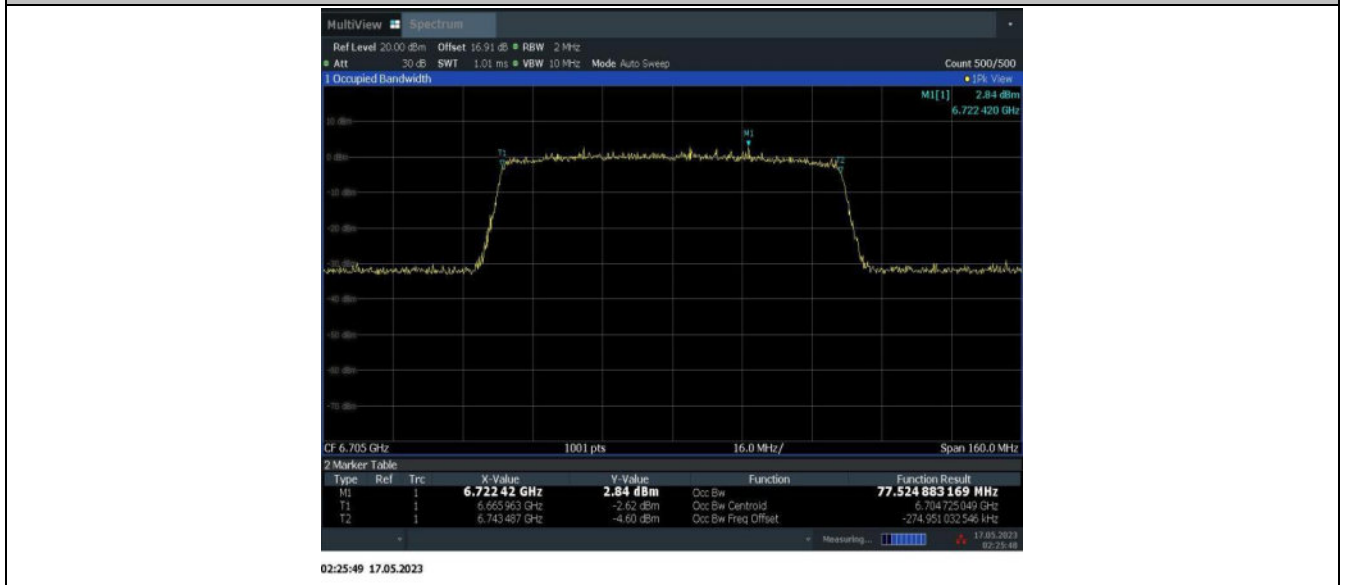 MultiView Spectrum
Ref Level 20.00 dBm Offset 16.91 dB RBW 2 MHz
Att 30 dB SWT 1.01 ms VBW 10 MHz Mode Auto Sweep Count 500/500
1 Occupied Bandwidth 1Pk View
M1[1] 2.84 dBm
6.722 420 GHz
10 dBm
M1
T1
T2
0 dBm
-10 dBm
-20 dBm
-30 dBm
-40 dBm
-50 dBm
-60 dBm
-70 dBm
CF 6.705 GHz 1001 pts 16.0 MHz/ Span 160.0 MHz
2 Marker Table
Type Ref Trc X-Value Y-Value Function Function Result
M1 1 6.722 42 GHz 2.84 dBm Occ Bw 77.524 883 169 MHz
T1 1 6.665 963 GHz -2.62 dBm Occ Bw Centroid 6.704 725 049 GHz
T2 1 6.743 487 GHz -4.60 dBm Occ Bw Freq Offset -274.951 032 546 kHz
Measuring... 17.05.2023
02:25:48
02:25:49 17.05.2023